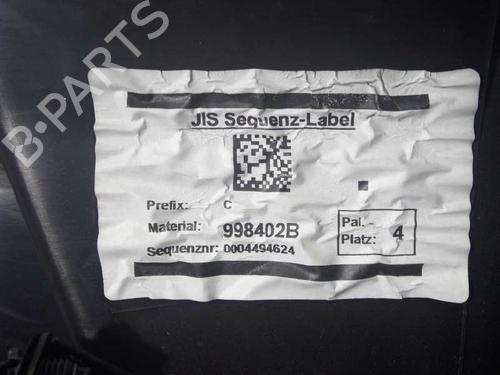 B-PARTS
JIS Sequenz-Label
Prefix: C
Material: 998402B
Sequenznr: 0004494624
Pal.-
Platz: 4